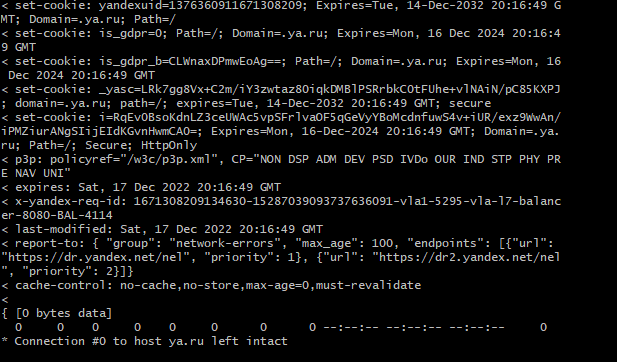 < set-cookie: yandexuid=1376360911671308209; Expires=Tue, 14-Dec-2032 20:16:49 G
MT; Domain=.ya.ru; Path=/
< set-cookie: is_gdpr=0; Path=/; Domain=.ya.ru; Expires=Mon, 16 Dec 2024 20:16:4
9 GMT
< set-cookie: is_gdpr_b=CLWnaxDPmwEoAg==; Path=/; Domain=.ya.ru; Expires=Mon, 16
 Dec 2024 20:16:49 GMT
< set-cookie: _yasc=LRk7gg8Vx+C2m/iY3zwtaz8OiqkDMBlPSRrbkCOtFUhe+vlNAiN/pC85KXPJ
; domain=.ya.ru; path=/; expires=Tue, 14-Dec-2032 20:16:49 GMT; secure
< set-cookie: i=RqEvOBsoKdnLZ3ceUWAc5vpSFrlvaOF5qGeVyYBoMcdnfuwS4v+iUR/exz9WwAn/
iPMZiurANgSIijEIdKGvnHwmCAO=; Expires=Mon, 16-Dec-2024 20:16:49 GMT; Domain=.ya.
ru; Path=/; Secure; HttpOnly
< p3p: policyref="/w3c/p3p.xml", CP="NON DSP ADM DEV PSD IVDo OUR IND STP PHY PR
E NAV UNI"
< expires: Sat, 17 Dec 2022 20:16:49 GMT
< x-yandex-req-id: 1671308209134630-15287039093737636091-vla1-5295-vla-l7-balanc
er-8080-BAL-4114
< last-modified: Sat, 17 Dec 2022 20:16:49 GMT
< report-to: { "group": "network-errors", "max_age": 100, "endpoints": [{"url":
"https://dr.yandex.net/nel", "priority": 1}, {"url": "https://dr2.yandex.net/nel
", "priority": 2}]}
< cache-control: no-cache,no-store,max-age=0,must-revalidate
<
{ [0 bytes data]
  0     0    0     0    0     0      0      0 --:--:-- --:--:-- --:--:--     0
* Connection #0 to host ya.ru left intact